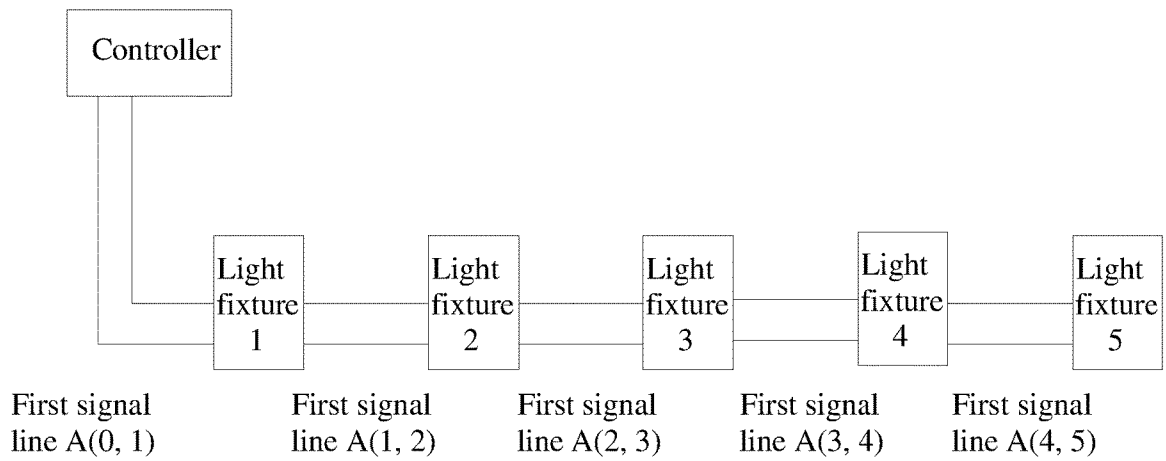 Controller
Light
fixture
1
Light
fixture
2
Light
fixture
3
Light
fixture
4
Light
fixture
5
First signal
line A(0, 1)
First signal
line A(1, 2)
First signal
line A(2, 3)
First signal
line A(3, 4)
First signal
line A(4, 5)